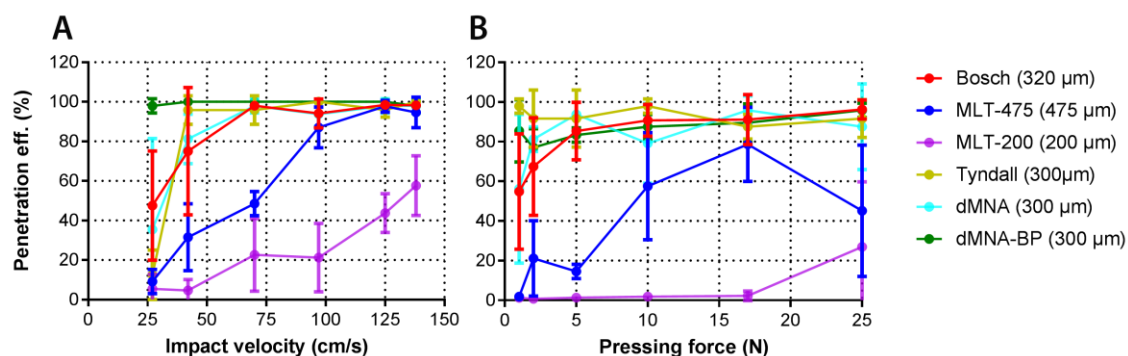 A
B
Penetration eff. (%)
120
100
80
60
40
20
0
0 25 50 75 100 125 150
Impact velocity (cm/s)
120
100
80
60
40
20
0
0 5 10 15 20 25
Pressing force (N)
Bosch (320 µm)
MLT-475 (475 µm)
MLT-200 (200 µm)
Tyndall (300µm)
dMNA (300 µm)
dMNA-BP (300 µm)